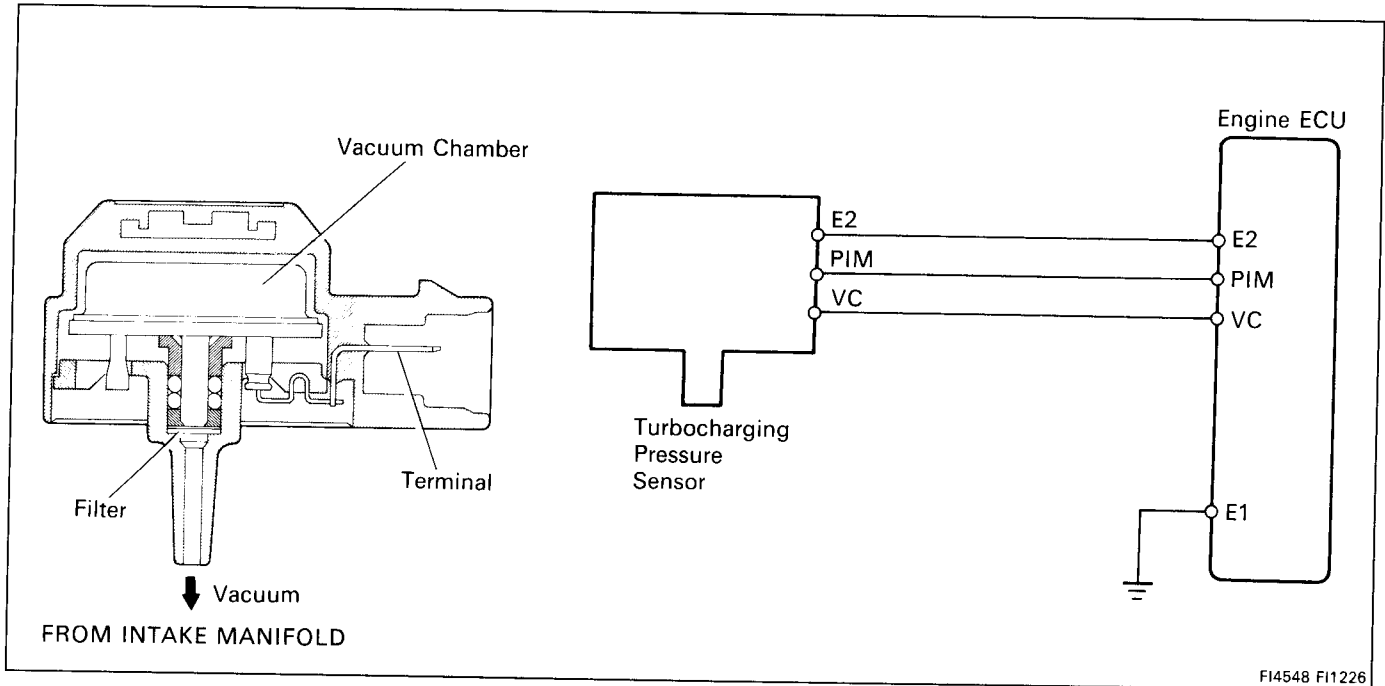 Vacuum Chamber
Terminal
Filter
Vacuum
FROM INTAKE MANIFOLD
Engine ECU
E2
PIM
VC
E2
PIM
VC
Turbocharging
Pressure
Sensor
E1
FI4548 FI1226